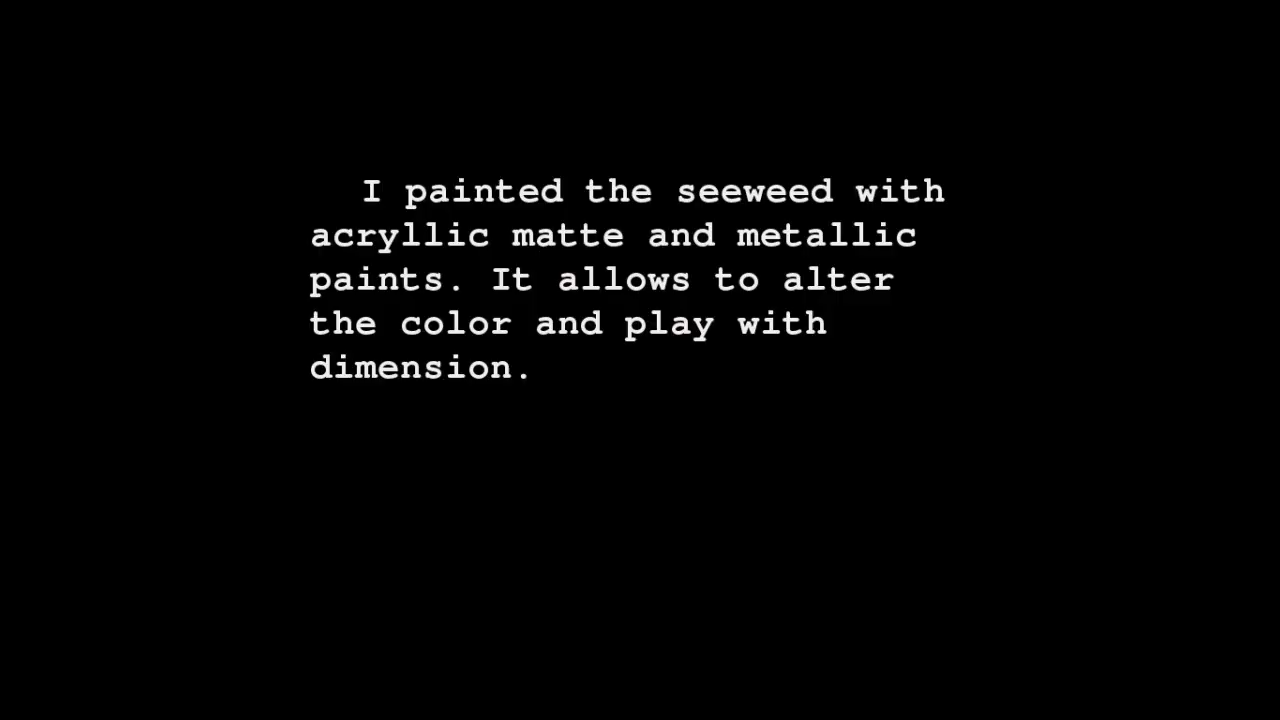 I painted the seeweed with
acryllic matte and metallic
paints. It allows to alter
the color and play with
dimension.